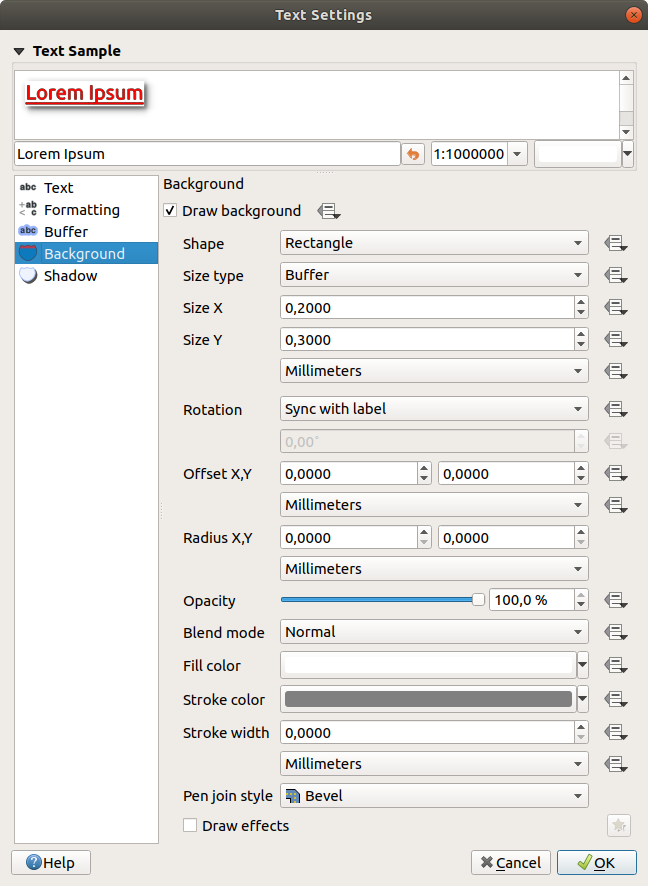 Text Settings
Text Sample
Lorem Ipsum
Lorem Ipsum 1:1000000
abc Text
+ab < c Formatting
abc Buffer
Background
Shadow
Background
Draw background
Shape Rectangle
Size type Buffer
Size X 0,2000
Size Y 0,3000
Millimeters
Rotation Sync with label
0,00°
Offset X,Y 0,0000 0,0000
Millimeters
Radius X,Y 0,0000 0,0000
Millimeters
Opacity 100,0 %
Blend mode Normal
Fill color
Stroke color
Stroke width 0,0000
Millimeters
Pen join style Bevel
Draw effects
Help Cancel OK